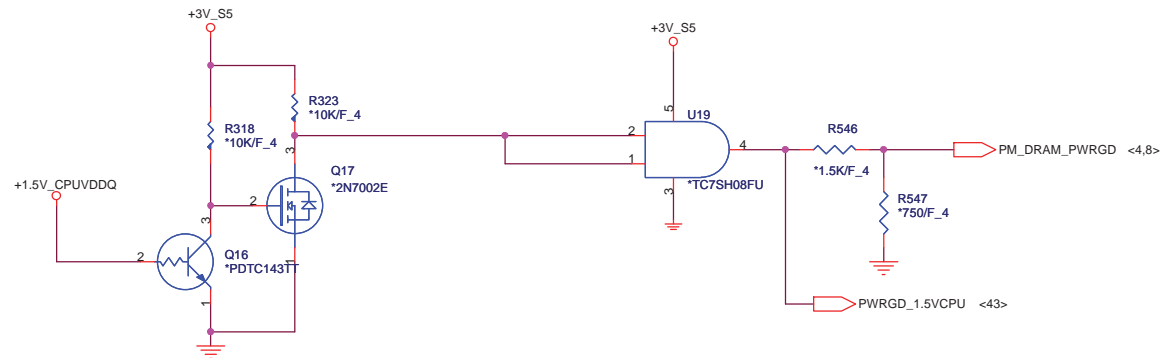 +3V_S5
+3V_S5
R323
*10K/F_4
R318
*10K/F_4
3
5
U19
2
1
4
3
*TC7SH08FU
R546
*1.5K/F_4
PM_DRAM_PWRGD <4,8>
R547
*750/F_4
+1.5V_CPUVDDQ
Q17
*2N7002E
2
1
3
2
Q16
*PDTC143TT
1
PWRGD_1.5VCPU <43>